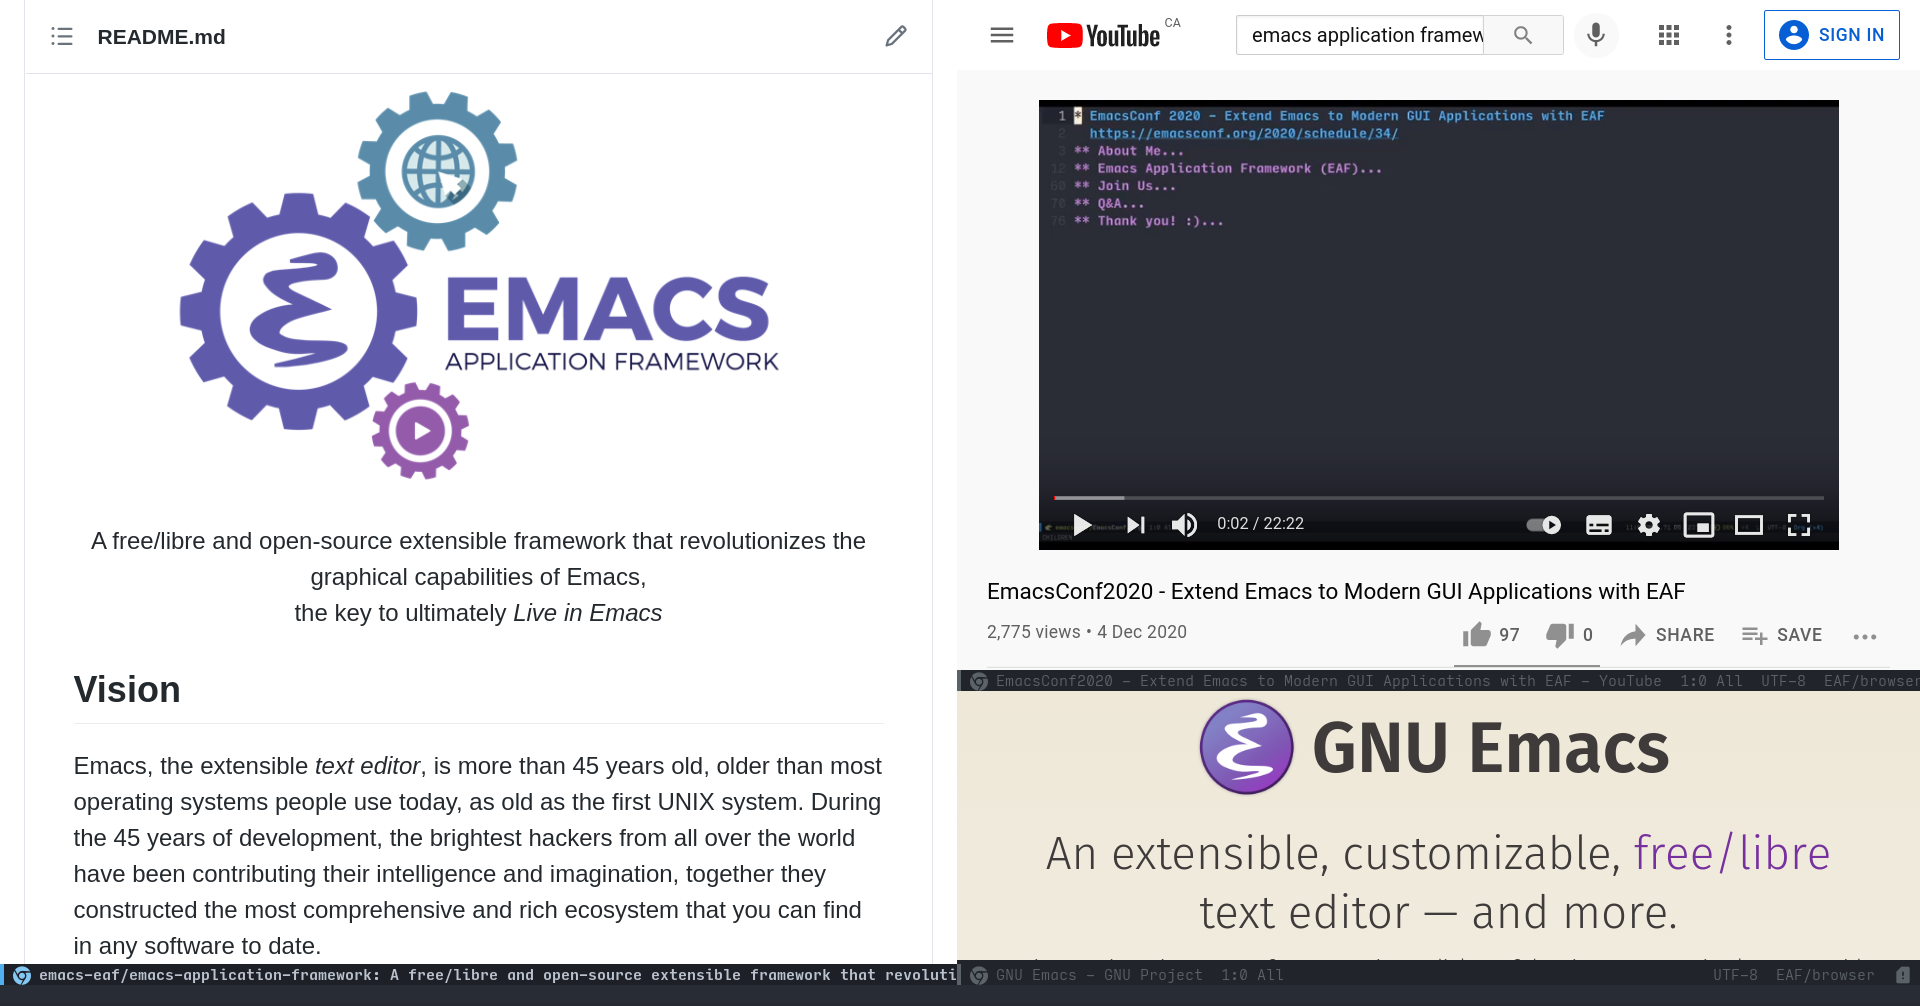 README.md
EMACS
APPLICATION FRAMEWORK
A free/libre and open-source extensible framework that revolutionizes the
graphical capabilities of Emacs,
the key to ultimately Live in Emacs
Vision
Emacs, the extensible text editor, is more than 45 years old, older than most
operating systems people use today, as old as the first UNIX system. During
the 45 years of development, the brightest hackers from all over the world
have been contributing their intelligence and imagination, together they
constructed the most comprehensive and rich ecosystem that you can find
in any software to date.
emacs-eaf/emacs-application-framework: A free/libre and open-source extensible framework that revoluti
YouTube CA
emacs application framew
SIGN IN
1 * EmacsConf 2020 - Extend Emacs to Modern GUI Applications with EAF
2 https://emacsconf.org/2020/schedule/34/
3 ** About Me...
12 ** Emacs Application Framework (EAF)...
60 ** Join Us...
70 ** Q&A...
76 ** Thank you! :)...
0:02 / 22:22
EmacsConf2020 - Extend Emacs to Modern GUI Applications with EAF
2,775 views • 4 Dec 2020
97 0 SHARE SAVE
EmacsConf2020 - Extend Emacs to Modern GUI Applications with EAF - YouTube 1:0 All UTF-8 EAF/browser
GNU Emacs
An extensible, customizable, free/libre
text editor — and more.
GNU Emacs - GNU Project 1:0 All UTF-8 EAF/browser